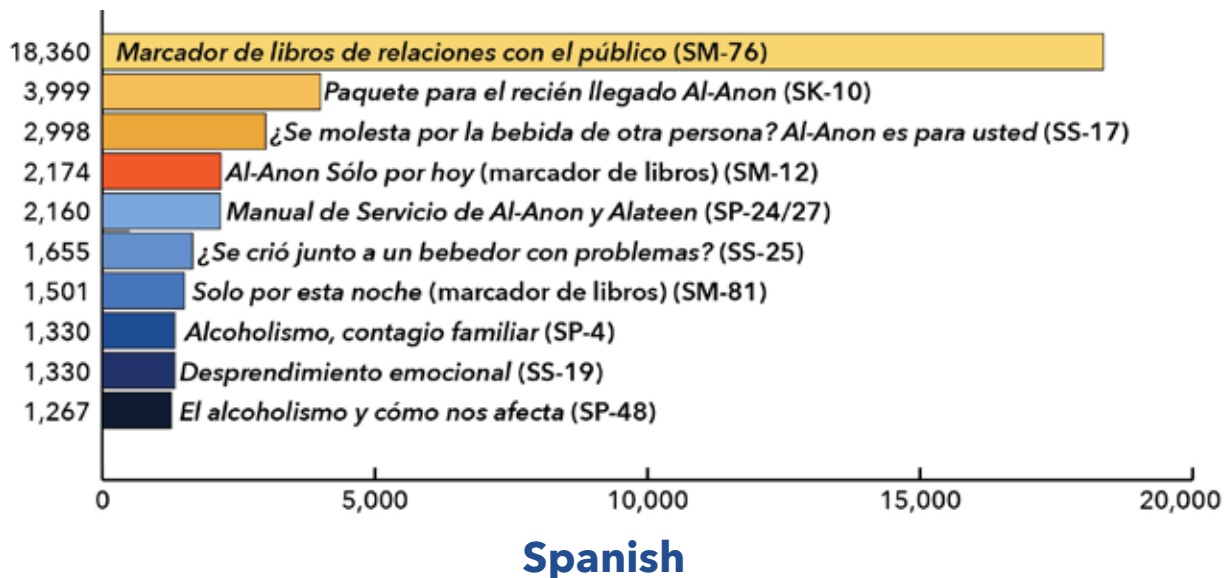 18,360 Marcador de libros de relaciones con el público (SM-76)
3,999 Paquete para el recién llegado Al-Anon (SK-10)
2,998 ¿Se molesta por la bebida de otra persona? Al-Anon es para usted (SS-17)
2,174 Al-Anon Sólo por hoy (marcador de libros) (SM-12)
2,160 Manual de Servicio de Al-Anon y Alateen (SP-24/27)
1,655 ¿Se crió junto a un bebedor con problemas? (SS-25)
1,501 Solo por esta noche (marcador de libros) (SM-81)
1,330 Alcoholismo, contagio familiar (SP-4)
1,330 Desprendimiento emocional (SS-19)
1,267 El alcoholismo y cómo nos afecta (SP-48)
0 5,000 10,000 15,000 20,000
Spanish